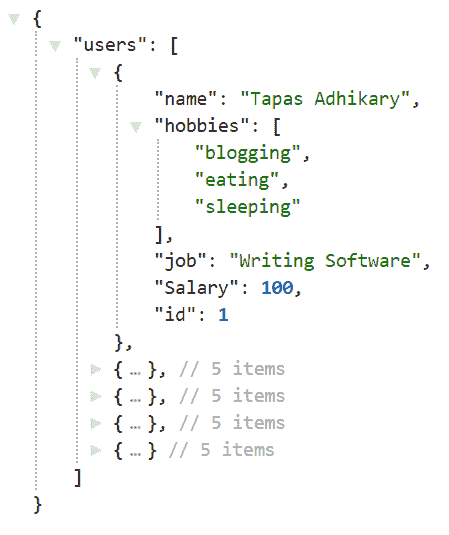 {
"users": [
{
"name": "Tapas Adhikary",
"hobbies": [
"blogging",
"eating",
"sleeping"
],
"job": "Writing Software",
"Salary": 100,
"id": 1
},
{ … }, // 5 items
{ … }, // 5 items
{ … }, // 5 items
{ … } // 5 items
]
}